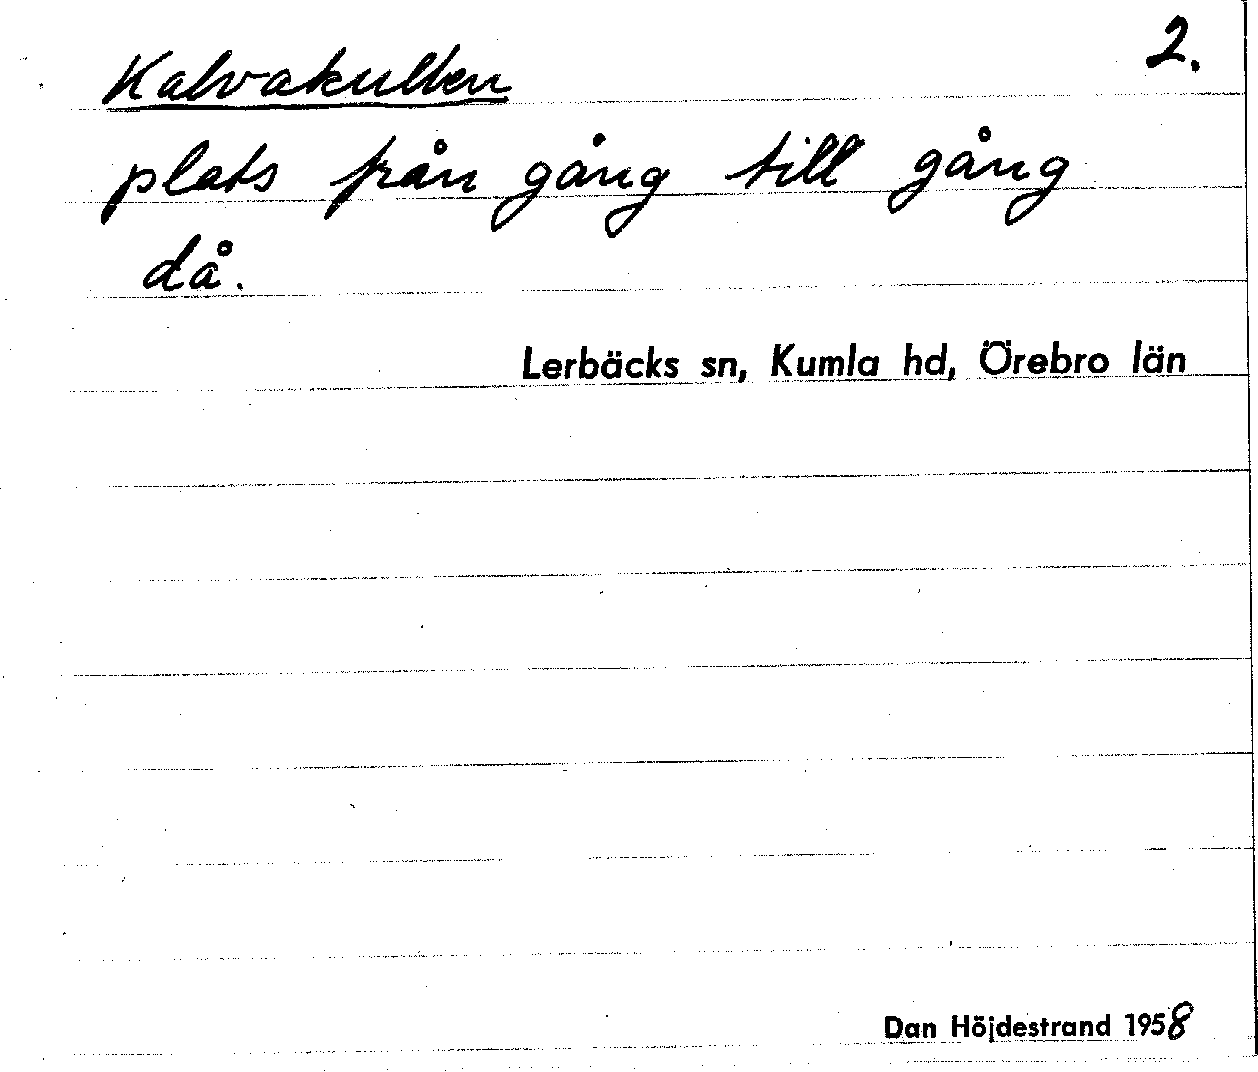 Kalvakullen 2.
plats från gång till gång
då.
Lerbäcks sn, Kumla hd, Örebro län
Dan Höjdestrand 1958